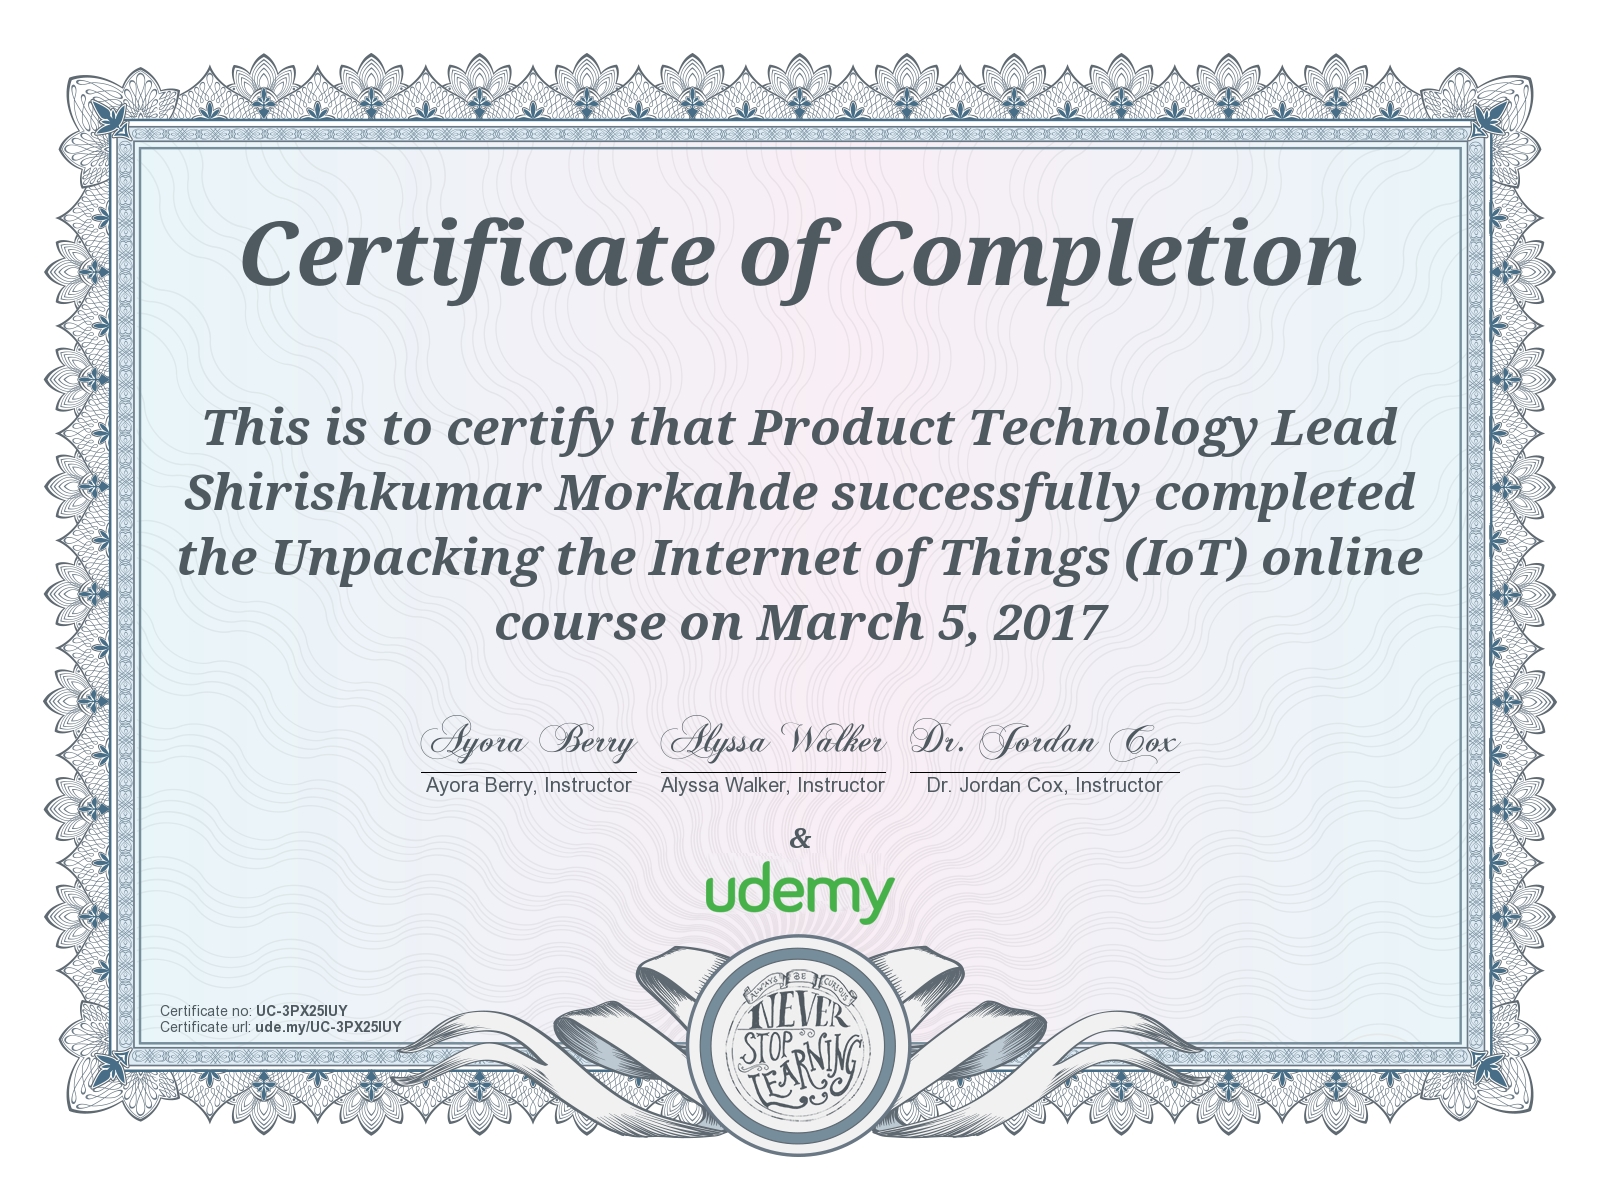 Certificate of Completion
This is to certify that Product Technology Lead
Shirishkumar Morkahde successfully completed
the Unpacking the Internet of Things (IoT) online
course on March 5, 2017
Ayora Berry Alyssa Walker Dr. Jordan Cox
Ayora Berry, Instructor Alyssa Walker, Instructor Dr. Jordan Cox, Instructor
&
udemy
ALWAYS BE CURIOUS
NEVER
STOP
LEARNING
Certificate no: UC-3PX25IUY
Certificate url: ude.my/UC-3PX25IUY